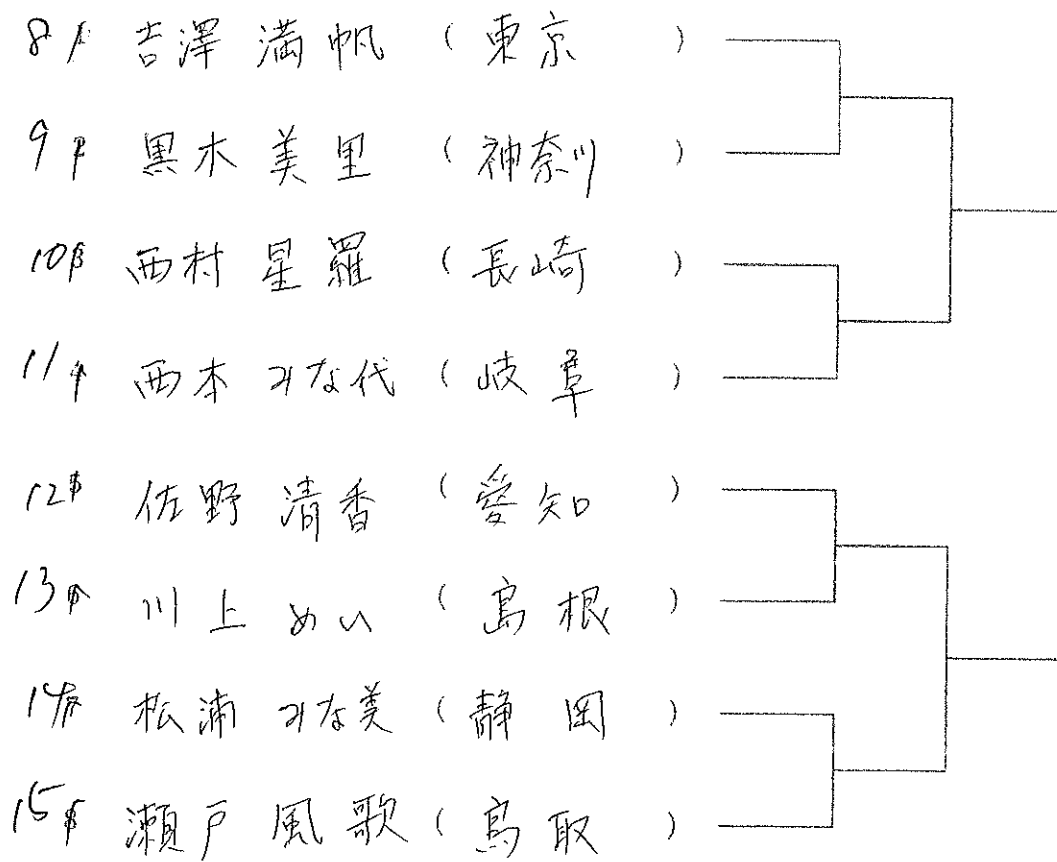 8 吉澤 満帆 (東京)
9 黒木 美里 (神奈川)
10 西村 星羅 (長崎)
11 西本 みな代 (岐阜)
12 佐野 清香 (愛知)
13 川上 めい (島根)
14 松浦 みな美 (静岡)
15 瀬戸 風歌 (鳥取)